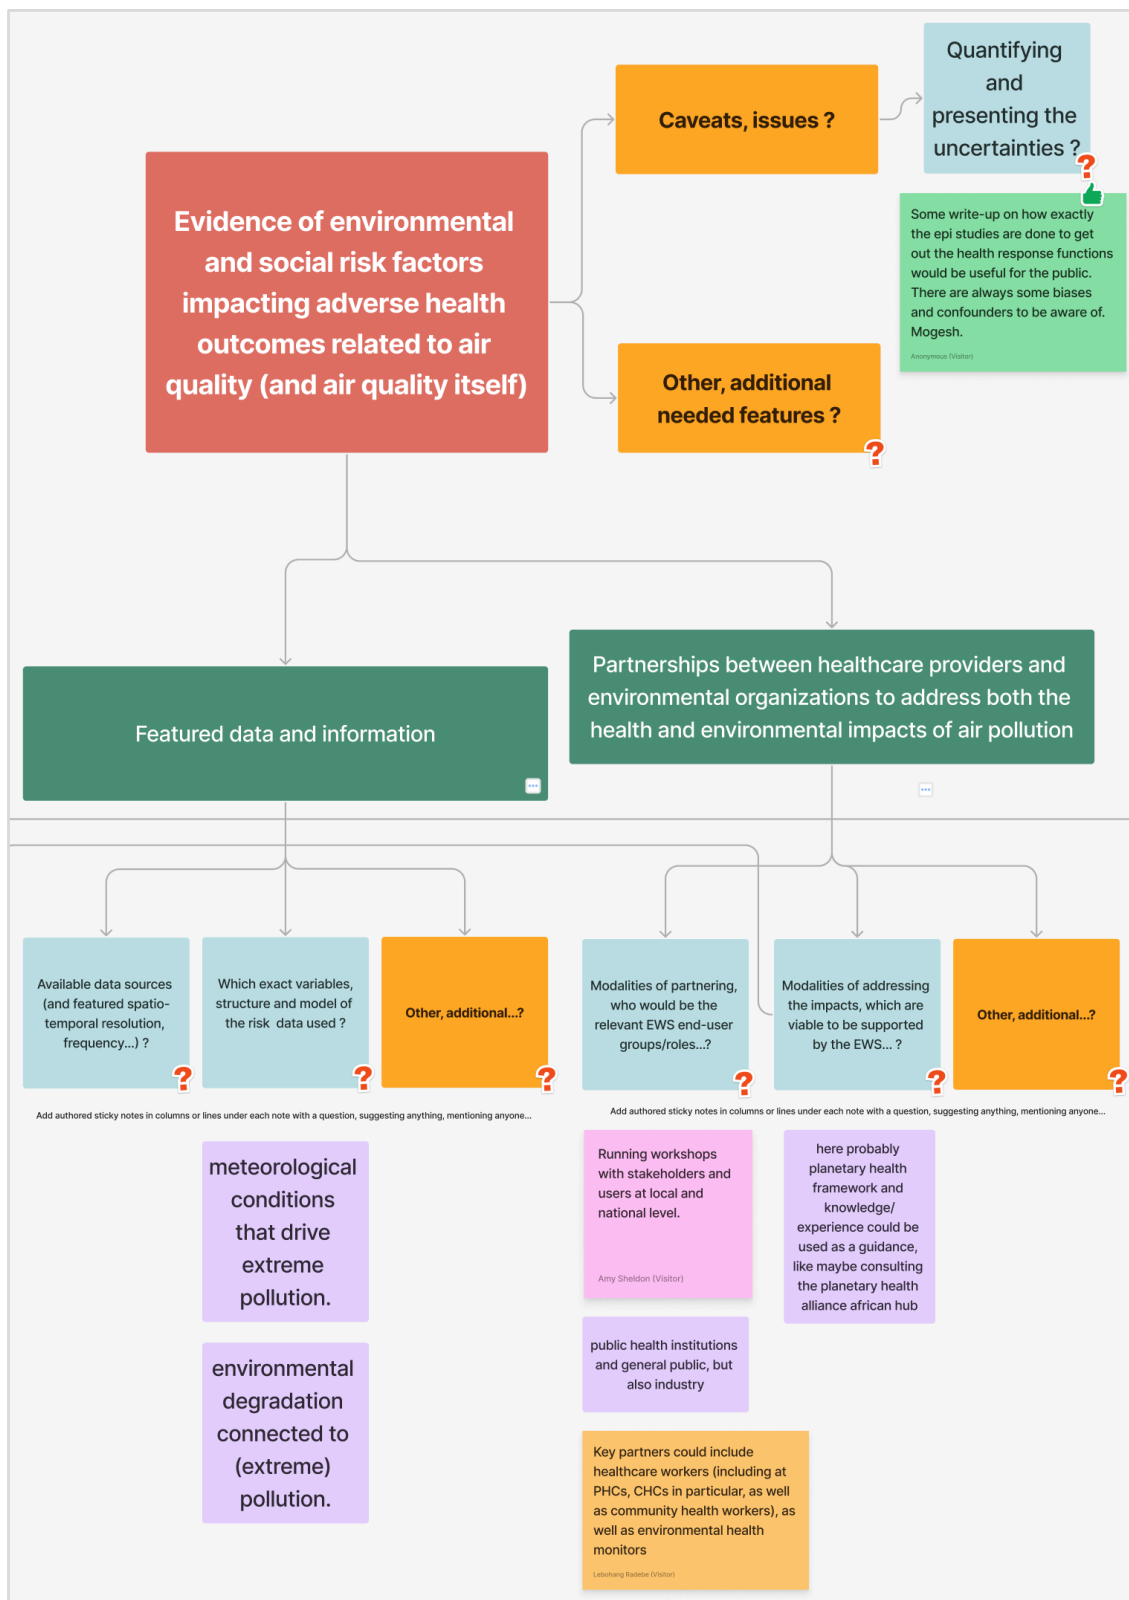 Quantifying
and
presenting the
uncertainties ?
Caveats, issues ?
?
Evidence of environmental
and social risk factors
impacting adverse health
outcomes related to air
quality (and air quality itself)
Some write-up on how exactly
the epi studies are done to get
out the health response functions
would be useful for the public.
There are always some biases
and confounders to be aware of.
Mogesh.
Anonymous (Visitor)
Other, additional
needed features ?
?
Featured data and information
Partnerships between healthcare providers and
environmental organizations to address both the
health and environmental impacts of air pollution
Available data sources
(and featured spatio-
temporal resolution,
frequency...) ?
?
Which exact variables,
structure and model of
the risk data used ?
?
Other, additional...?
?
Modalities of partnering,
who would be the
relevant EWS end-user
groups/roles...?
?
Modalities of addressing
the impacts, which are
viable to be supported
by the EWS... ?
?
Other, additional...?
?
Add authored sticky notes in columns or lines under each note with a question, suggesting anything, mentioning anyone...
Add authored sticky notes in columns or lines under each note with a question, suggesting anything, mentioning anyone...
meteorological
conditions
that drive
extreme
pollution.
environmental
degradation
connected to
(extreme)
pollution.
Running workshops
with stakeholders and
users at local and
national level.
Amy Sheldon (Visitor)
here probably
planetary health
framework and
knowledge/
experience could be
used as a guidance,
like maybe consulting
the planetary health
alliance african hub
public health institutions
and general public, but
also industry
Key partners could include
healthcare workers (including at
PHCs, CHCs in particular, as well
as community health workers), as
well as environmental health
monitors
Lebohang Radebe (Visitor)